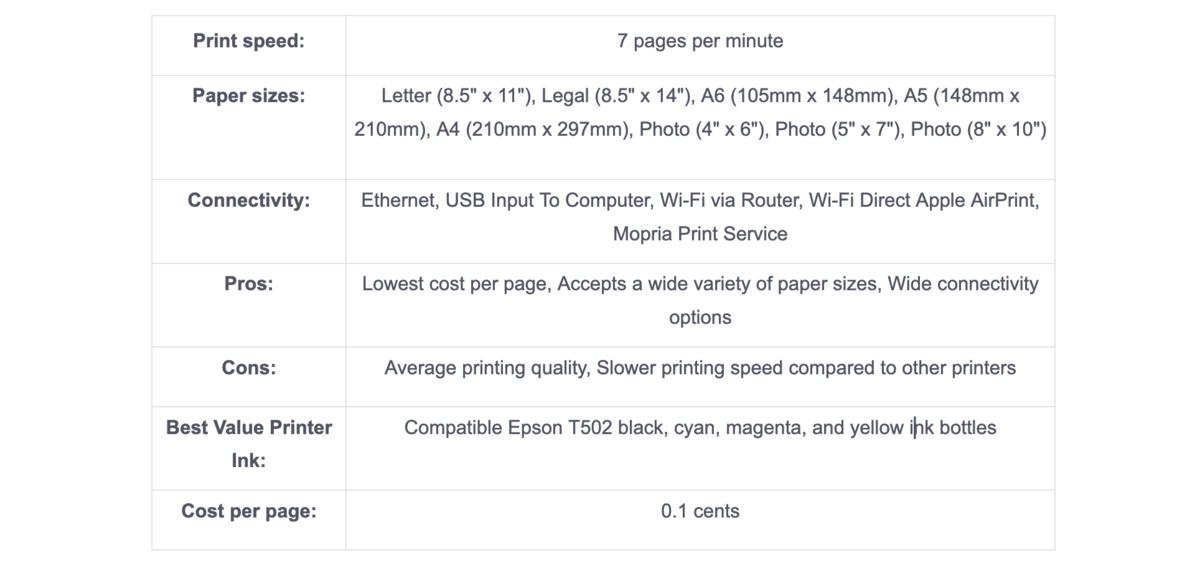 Print speed: 7 pages per minute
Paper sizes: Letter (8.5" x 11"), Legal (8.5" x 14"), A6 (105mm x 148mm), A5 (148mm x
210mm), A4 (210mm x 297mm), Photo (4" x 6"), Photo (5" x 7"), Photo (8" x 10")
Connectivity: Ethernet, USB Input To Computer, Wi-Fi via Router, Wi-Fi Direct Apple AirPrint,
Mopria Print Service
Pros: Lowest cost per page, Accepts a wide variety of paper sizes, Wide connectivity
options
Cons: Average printing quality, Slower printing speed compared to other printers
Best Value Printer Compatible Epson T502 black, cyan, magenta, and yellow ink bottles
Ink:
Cost per page: 0.1 cents